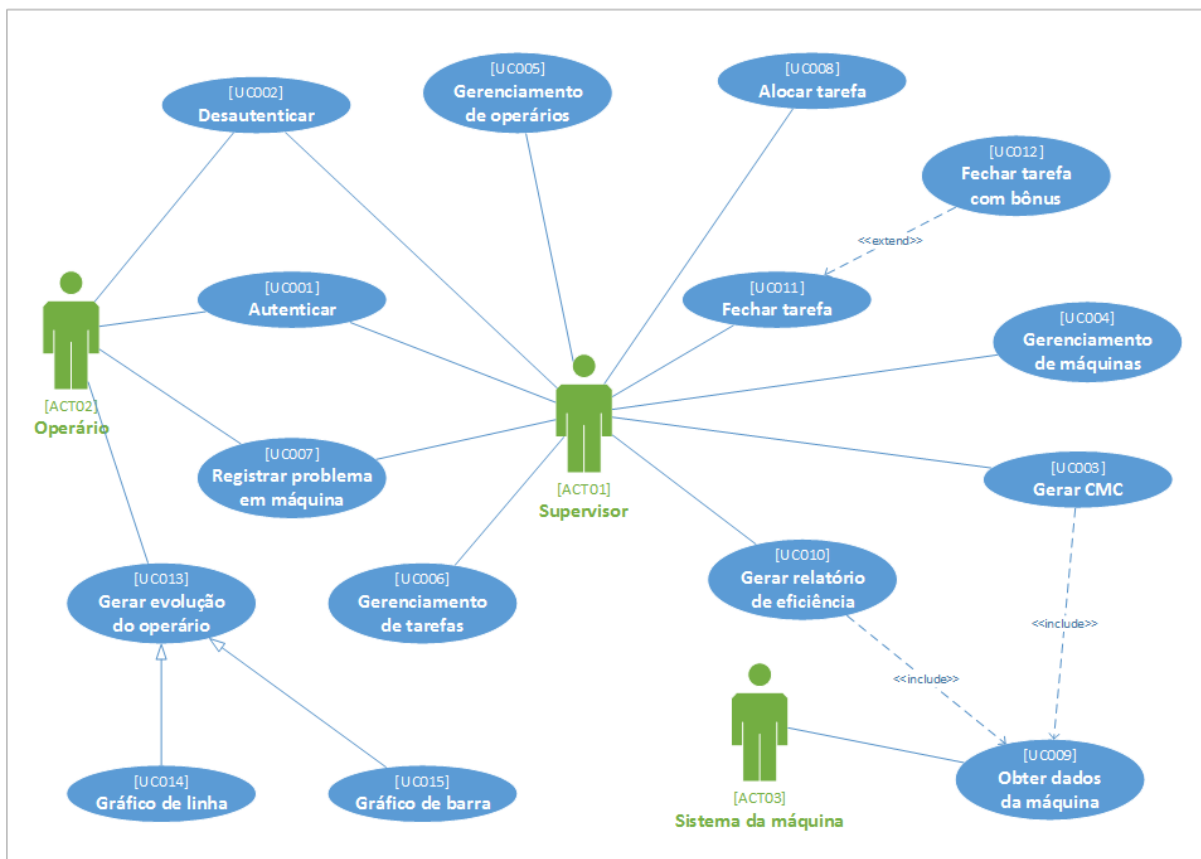 [UC002]
Desautenticar
[UC005]
Gerenciamento
de operários
[UC008]
Alocar tarefa
[UC012]
Fechar tarefa
com bônus
<<extend>>
[UC001]
Autenticar
[UC011]
Fechar tarefa
[UC004]
Gerenciamento
de máquinas
[ACT02]
Operário
[UC007]
Registrar problema
em máquina
[ACT01]
Supervisor
[UC003]
Gerar CMC
[UC013]
Gerar evolução
do operário
[UC006]
Gerenciamento
de tarefas
[UC010]
Gerar relatório
de eficiência
<<include>>
<<include>>
[UC014]
Gráfico de linha
[UC015]
Gráfico de barra
[ACT03]
Sistema da máquina
[UC009]
Obter dados
da máquina